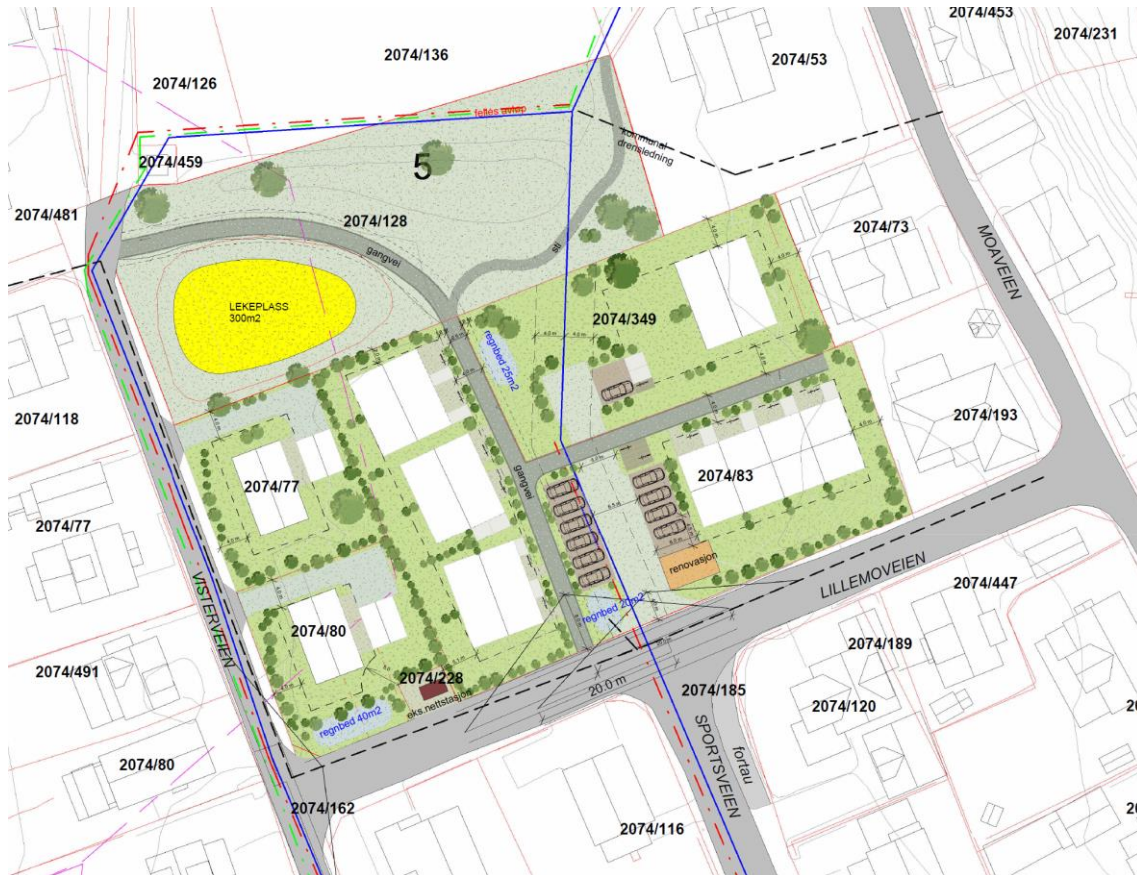 2074/453
2074/231
2074/136
2074/53
2074/126
felles avløp
kommunal
drensledning
2074/459
5
2074/481
2074/128
2074/73
gangvei
sti
MOAVEIEN
LEKEPLASS
300m2
2074/349
regnbed 25m2
2074/118
2074/193
2074/77
gangvei
2074/83
2074/77
renovasjon
LILLEMOVEIEN
2074/447
VISTERVEIEN
2074/80
regnbed 20m2
2074/189
2074/491
2074/228
20.0 m
2074/185
eks.nettstasjon
regnbed 40m2
2074/120
SPORTSVEIEN
fortau
2074/80
2074/162
2074/116